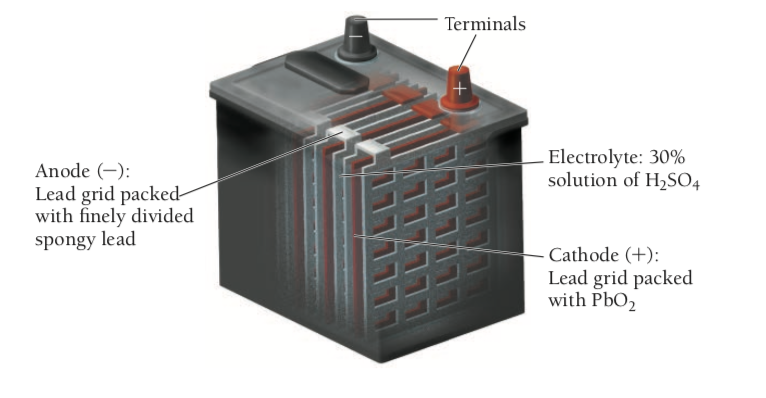 Terminals
−
+
Anode (−):
Lead grid packed
with finely divided
spongy lead
Electrolyte: 30%
solution of H₂SO₄
Cathode (+):
Lead grid packed
with PbO₂